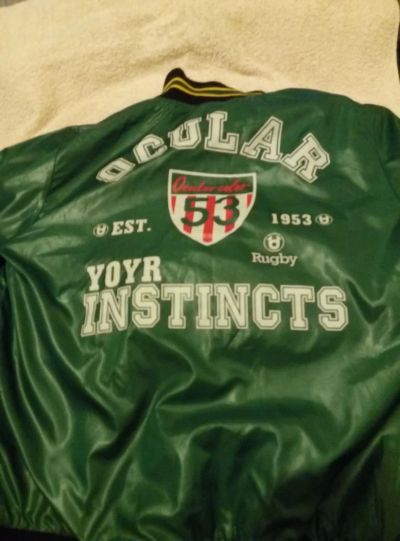 OCULAR
Ocular color
53
EST. 1953
Rugby
YOYR
INSTINCTS